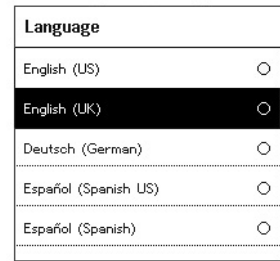 Language
English (US)
English (UK)
Deutsch (German)
Español (Spanish US)
Español (Spanish)